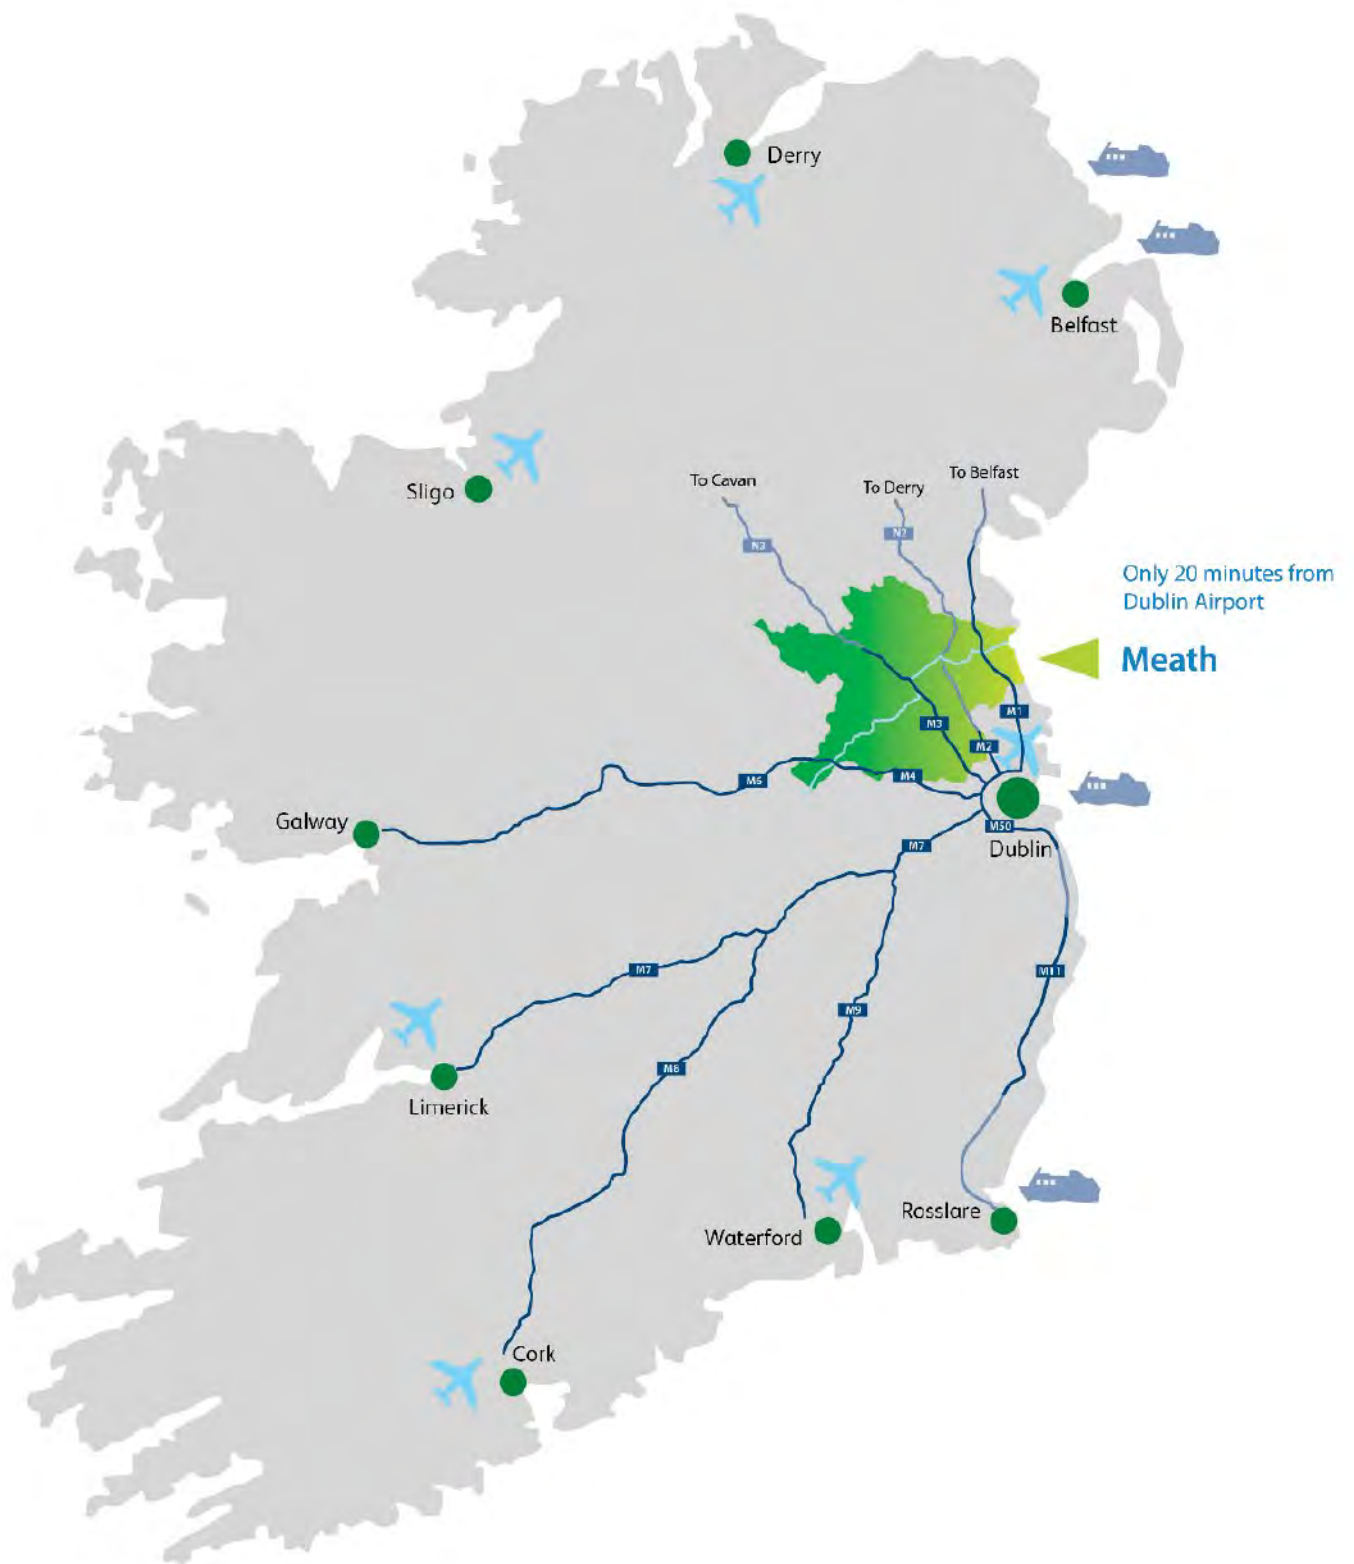 Derry
Belfast
Sligo
To Cavan
To Derry
To Belfast
N3
N2
Only 20 minutes from
Dublin Airport
Meath
M1
M3
M2
M6
M4
Galway
M50
M7
Dublin
M7
M11
M9
M8
Limerick
Rosslare
Waterford
Cork